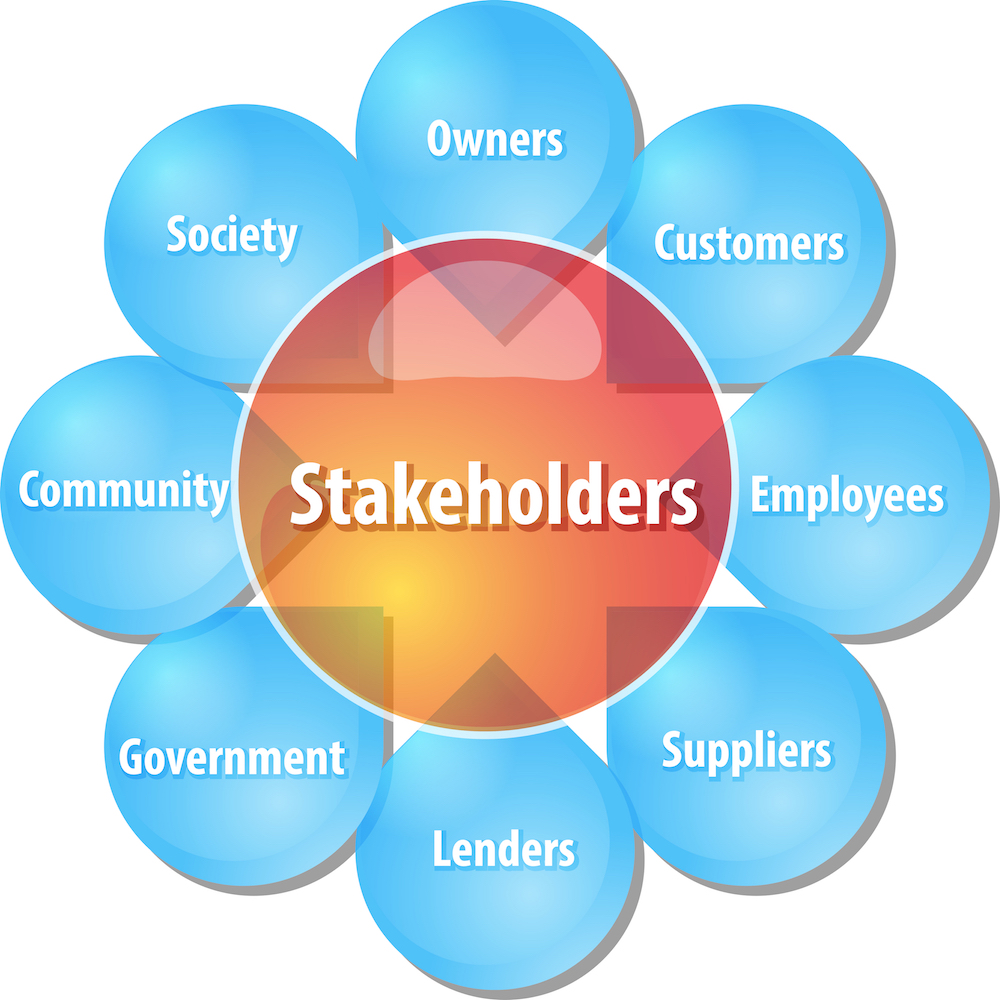 Owners
Society
Customers
Community
Stakeholders
Employees
Government
Suppliers
Lenders